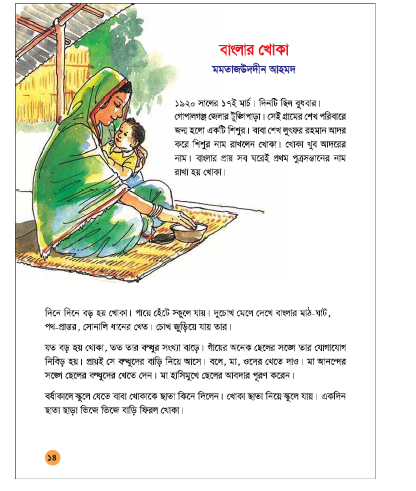 বাংলার খোকা
মমতাজউদদীন আহমদ
১৯২০ সালের ১৭ই মার্চ। দিনটি ছিল বুধবার।
গোপালগঞ্জ জেলার টুঙ্গিপাড়া। সেই গ্রামের শেখ পরিবারে
জন্ম হলো একটি শিশুর। বাবা শেখ লুৎফর রহমান আদর
করে শিশুর নাম রাখলেন খোকা। খোকা খুব আদরের
নাম। বাংলার প্রায় সব ঘরেই প্রথম পুত্রসন্তানের নাম
রাখা হয় খোকা।
দিনে দিনে বড় হয় খোকা। পায়ে হেঁটে স্কুলে যায়। দুচোখ মেলে দেখে বাংলার মাঠ-ঘাট,
পথ-প্রান্তর, সোনালি ধানের খেত। চোখ জুড়িয়ে যায় তার।
যত বড় হয় খোকা, তত তার বন্ধুর সংখ্যা বাড়ে। গাঁয়ের অনেক ছেলের সঙ্গে তার যোগাযোগ
নিবিড় হয়। প্রায়ই সে বন্ধুদের বাড়ি নিয়ে আসে। বলে, মা, ওদের খেতে দাও। মা আনন্দের
সঙ্গে ছেলের বন্ধুদের খেতে দেন। মা হাসিমুখে ছেলের আবদার পূরণ করেন।
বর্ষাকালে স্কুলে যেতে বাবা খোকাকে ছাতা কিনে দিলেন। খোকা ছাতা নিয়ে স্কুলে যায়। একদিন
ছাতা ছাড়া ভিজে ভিজে বাড়ি ফিরল খোকা।
১৪